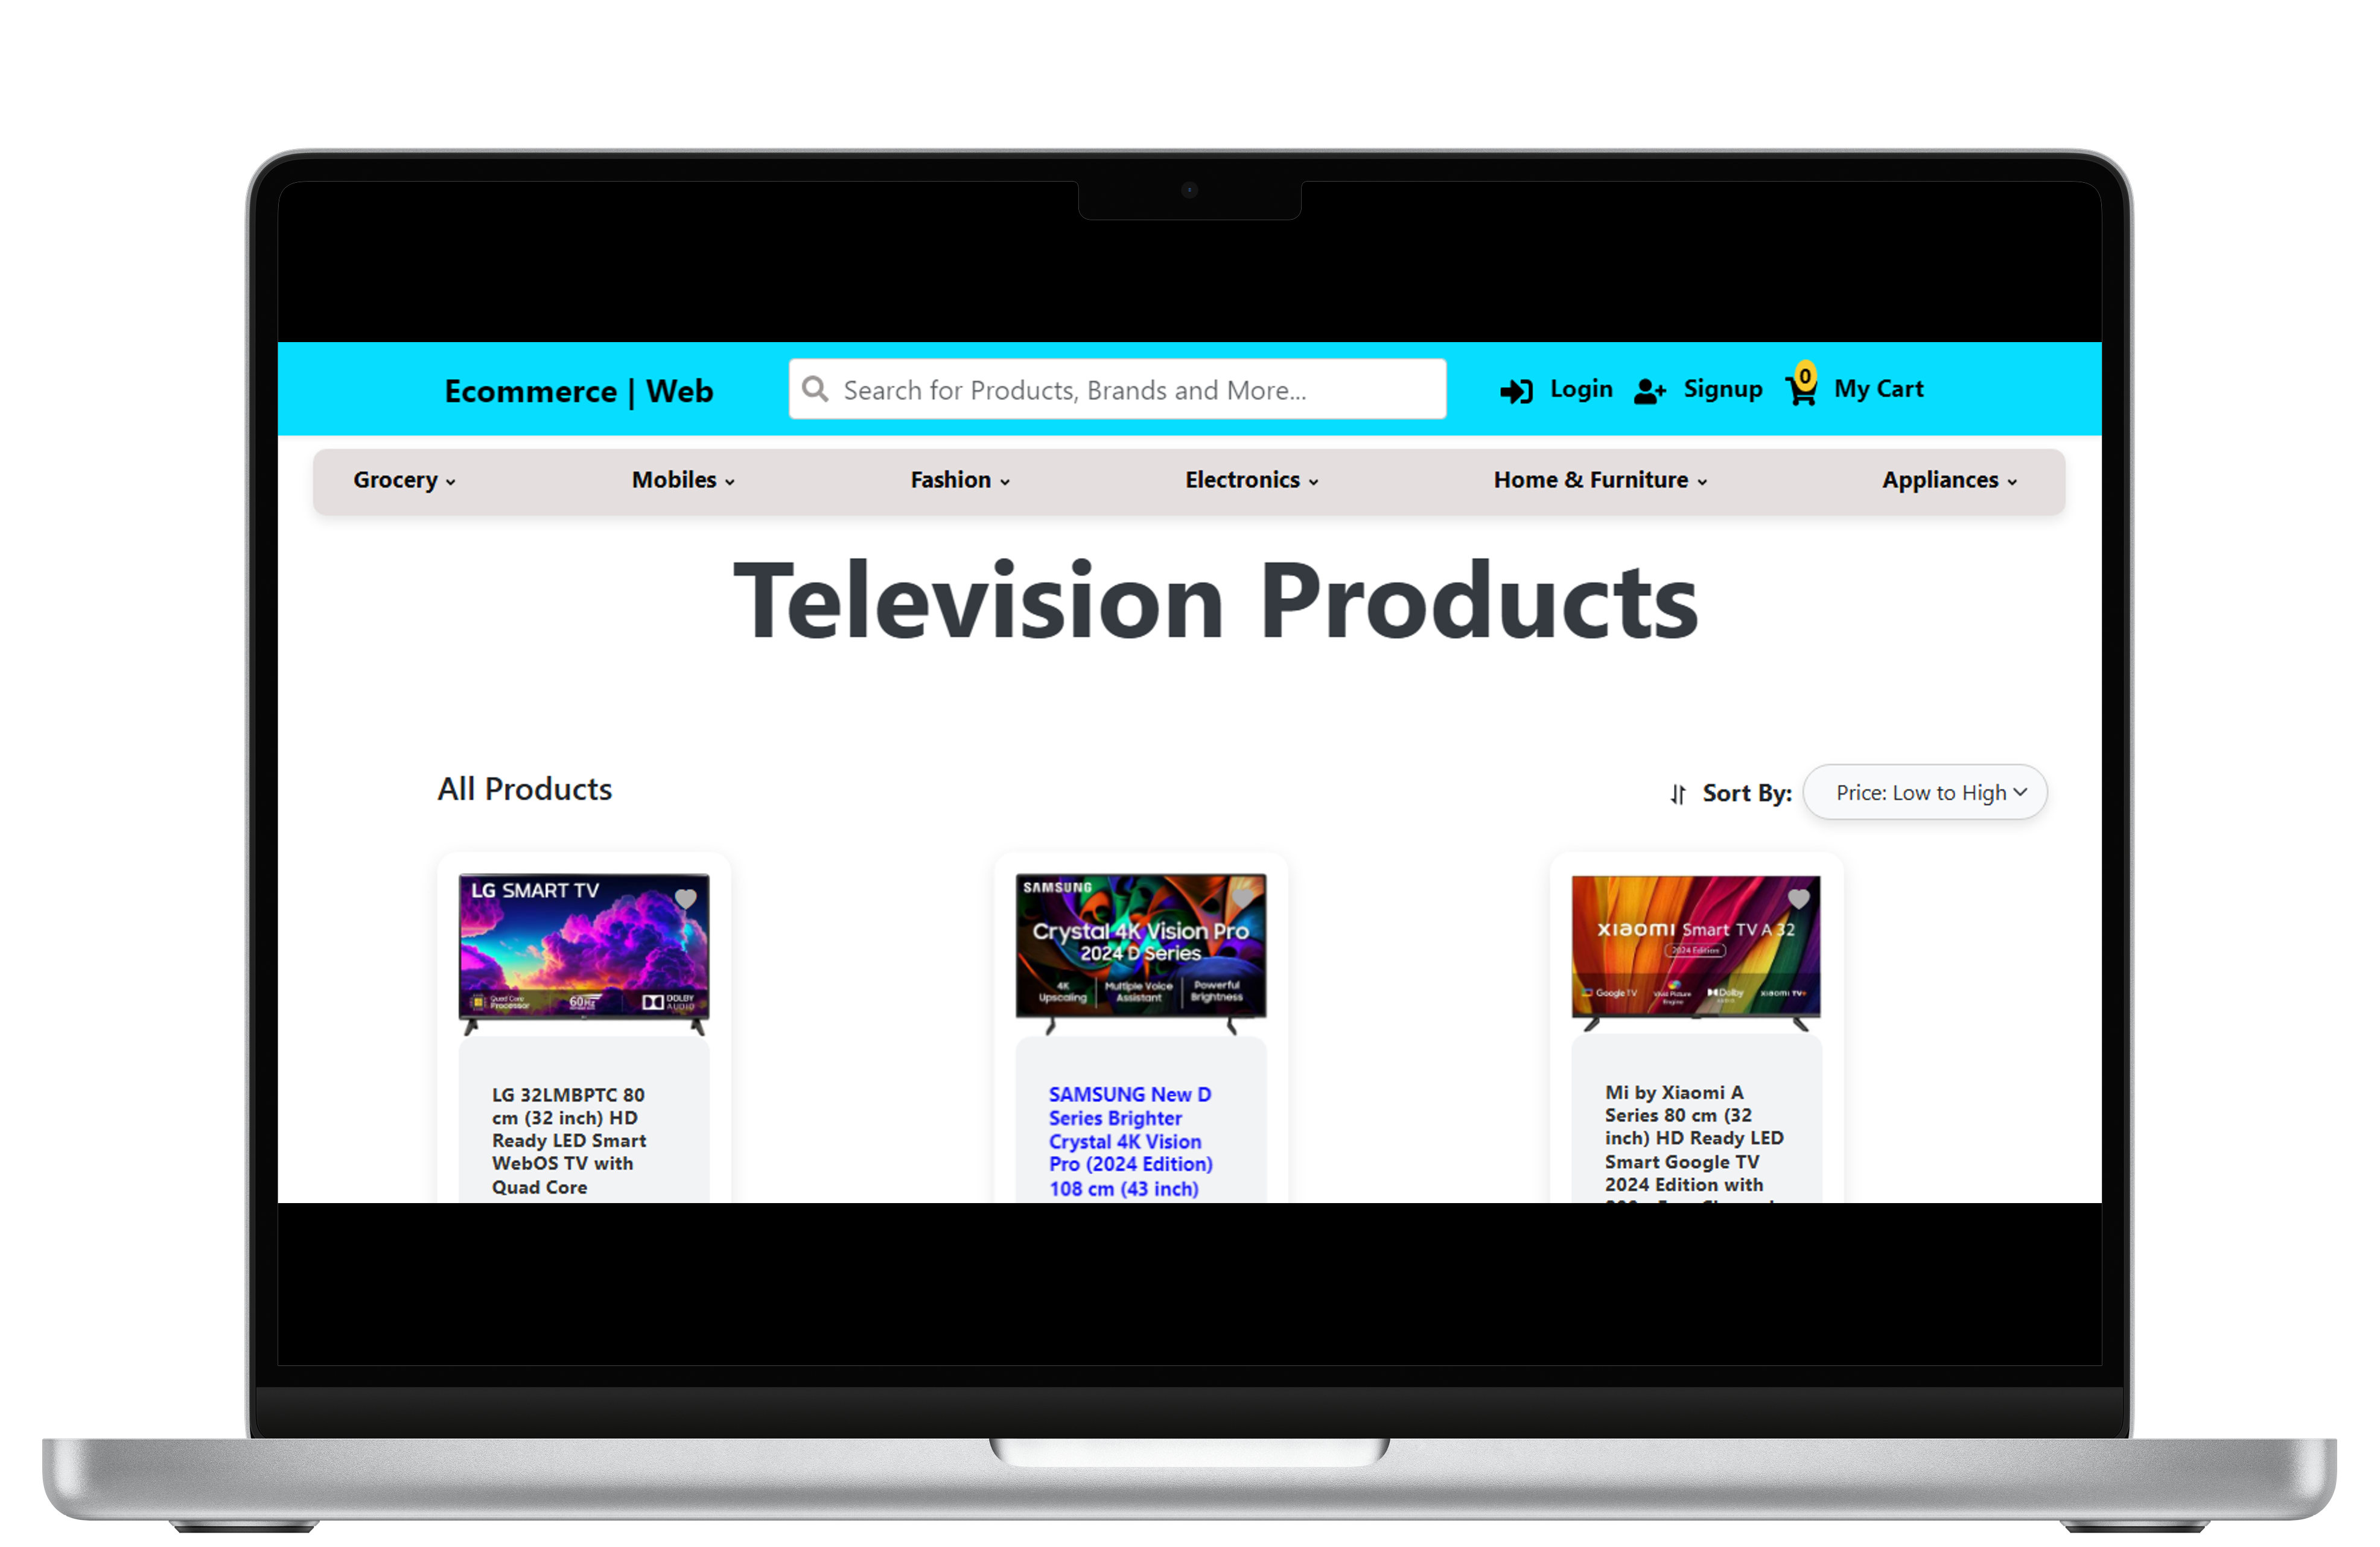 Ecommerce | Web
Search for Products, Brands and More...
Login
Signup
0
My Cart
Grocery
Mobiles
Fashion
Electronics
Home & Furniture
Appliances
Television Products
All Products
Sort By:
Price: Low to High
LG SMART TV
Quad Core
Processor
60Hz
DOLBY
AUDIO
LG 32LMBPTC 80
cm (32 inch) HD
Ready LED Smart
WebOS TV with
Quad Core
SAMSUNG
Crystal 4K Vision Pro
2024 D Series
4K
Upscaling
Multiple Voice
Assistant
Powerful
Brightness
SAMSUNG New D
Series Brighter
Crystal 4K Vision
Pro (2024 Edition)
108 cm (43 inch)
xiaomi Smart TV A 32
2024 Edition
Google TV
Vivid Picture
Engine
Dolby
xiaomi TV+
Mi by Xiaomi A
Series 80 cm (32
inch) HD Ready LED
Smart Google TV
2024 Edition with